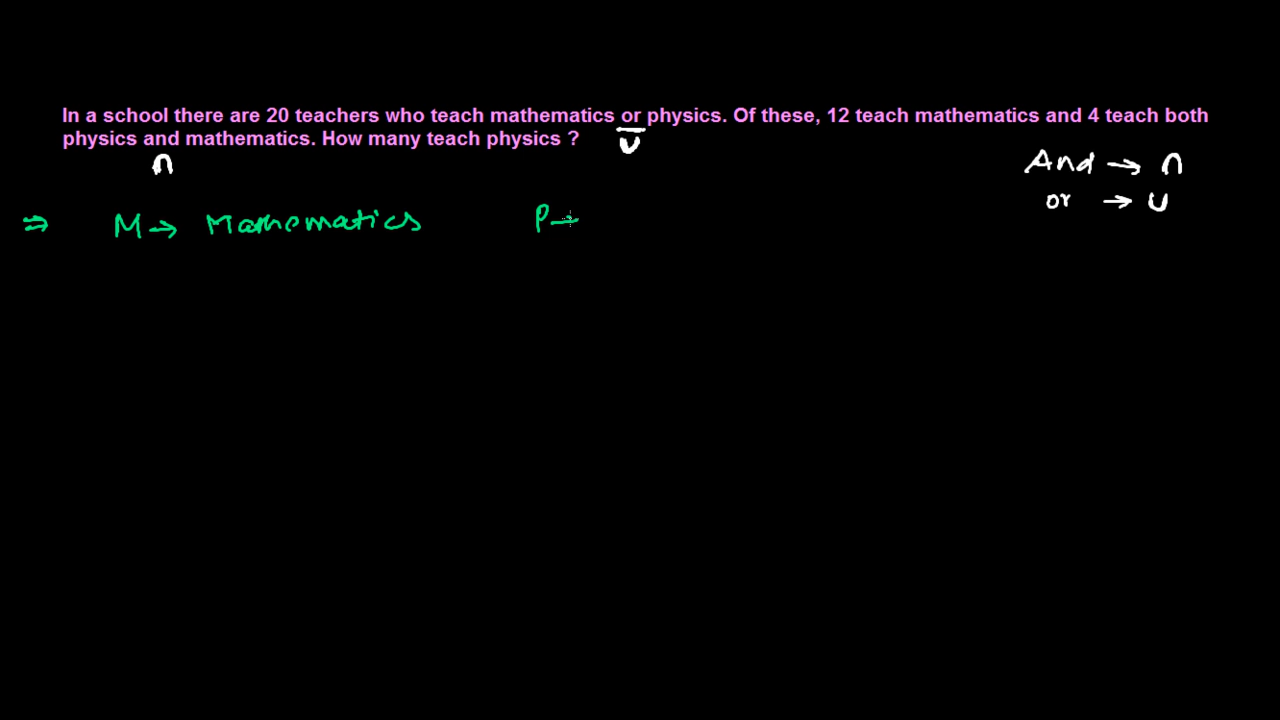 In a school there are 20 teachers who teach mathematics or physics. Of these, 12 teach mathematics and 4 teach both
physics and mathematics. How many teach physics ?
∪
∩
And → ∩
or → ∪
⇒ M → Mathematics P →